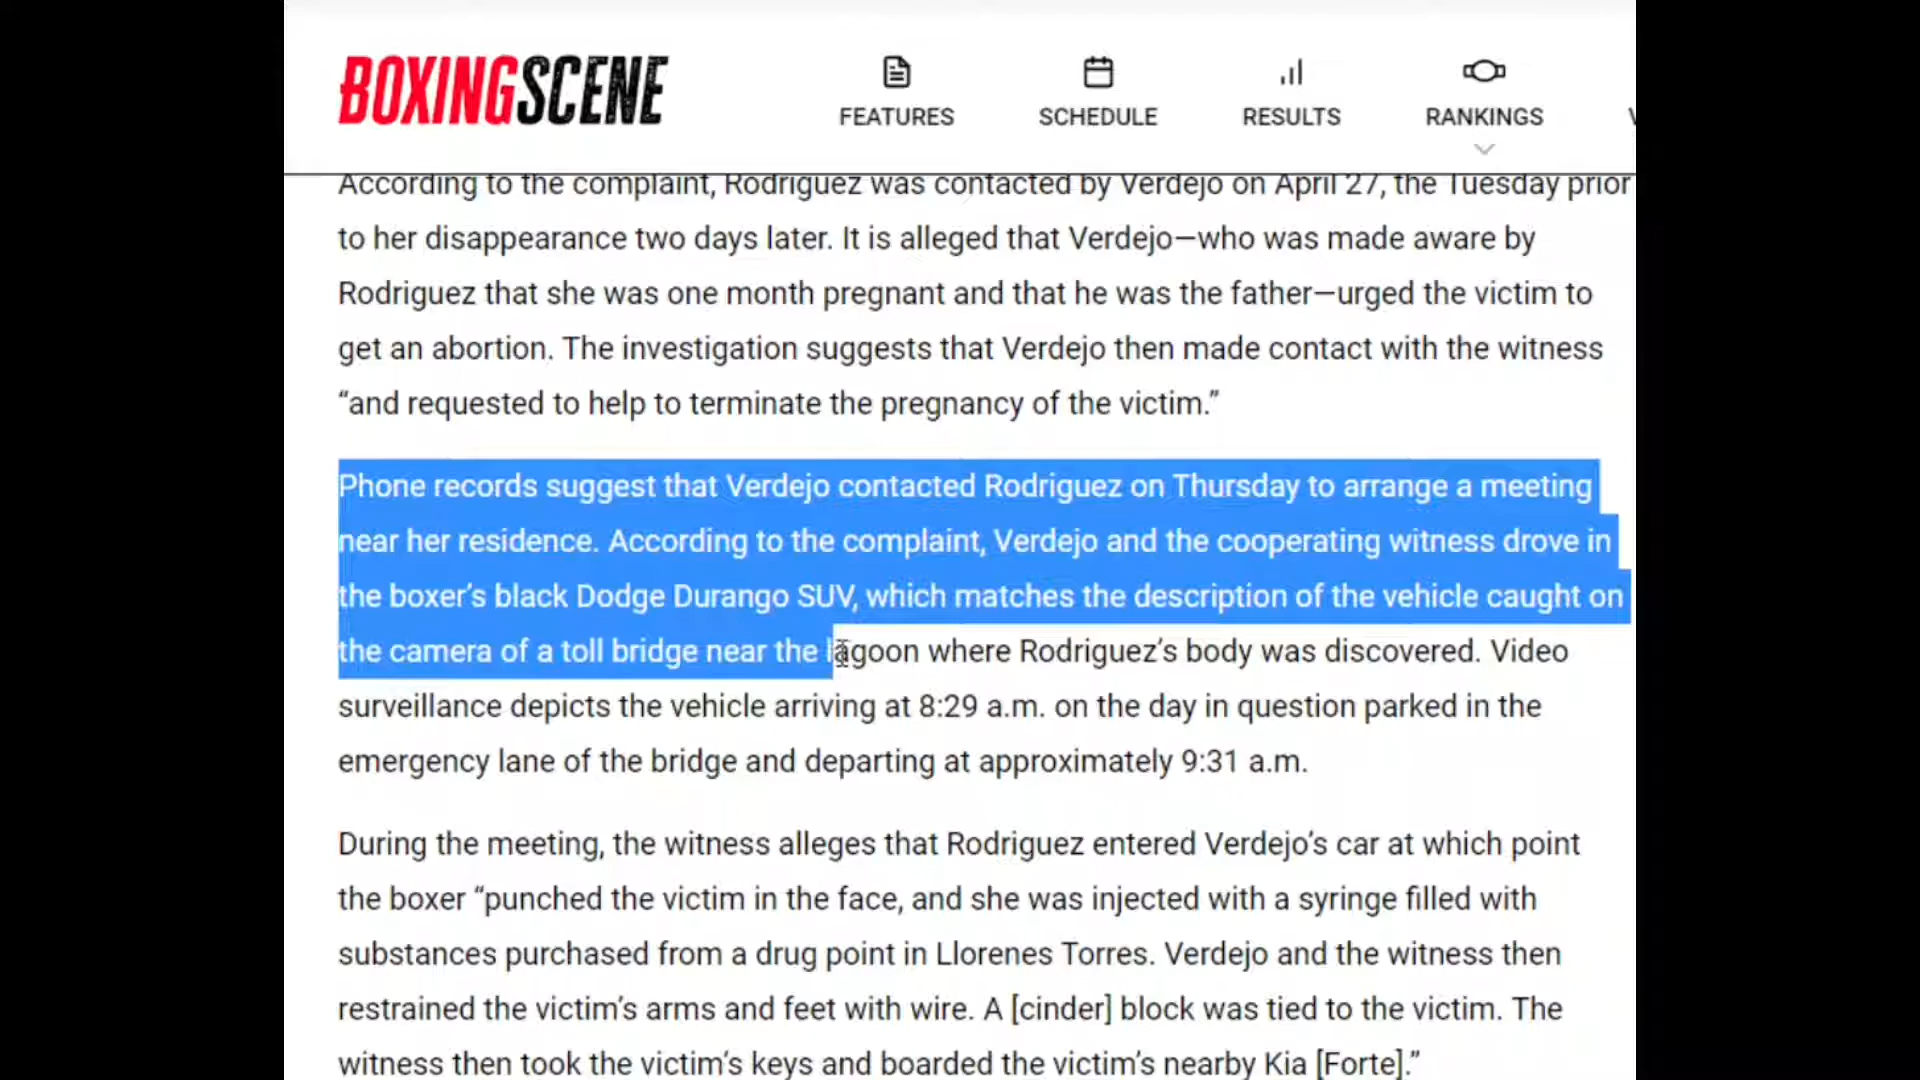 BOXINGSCENE
FEATURES
SCHEDULE
RESULTS
RANKINGS
According to the complaint, Rodriguez was contacted by Verdejo on April 27, the Tuesday prior
to her disappearance two days later. It is alleged that Verdejo—who was made aware by
Rodriguez that she was one month pregnant and that he was the father—urged the victim to
get an abortion. The investigation suggests that Verdejo then made contact with the witness
“and requested to help to terminate the pregnancy of the victim.”
Phone records suggest that Verdejo contacted Rodriguez on Thursday to arrange a meeting
near her residence. According to the complaint, Verdejo and the cooperating witness drove in
the boxer’s black Dodge Durango SUV, which matches the description of the vehicle caught on
the camera of a toll bridge near the lagoon where Rodriguez’s body was discovered. Video
surveillance depicts the vehicle arriving at 8:29 a.m. on the day in question parked in the
emergency lane of the bridge and departing at approximately 9:31 a.m.
During the meeting, the witness alleges that Rodriguez entered Verdejo’s car at which point
the boxer “punched the victim in the face, and she was injected with a syringe filled with
substances purchased from a drug point in Llorenes Torres. Verdejo and the witness then
restrained the victim’s arms and feet with wire. A [cinder] block was tied to the victim. The
witness then took the victim’s keys and boarded the victim’s nearby Kia [Forte].”